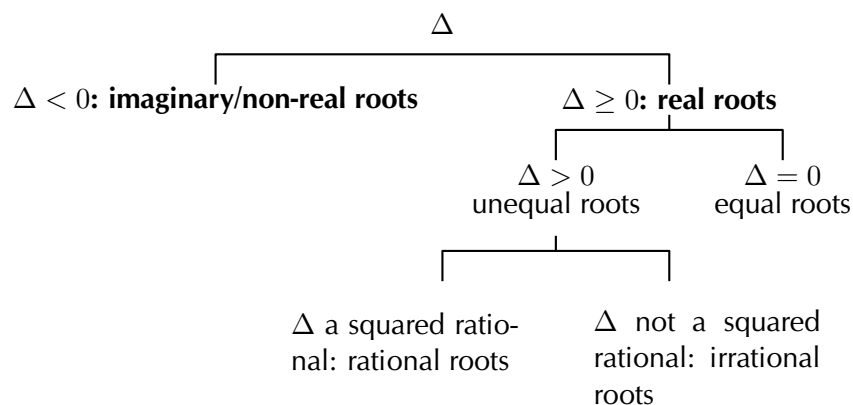 Δ
Δ < 0: imaginary/non-real roots
Δ ≥ 0: real roots
Δ > 0
unequal roots
Δ = 0
equal roots
Δ a squared ratio-
nal: rational roots
Δ not a squared
rational: irrational
roots